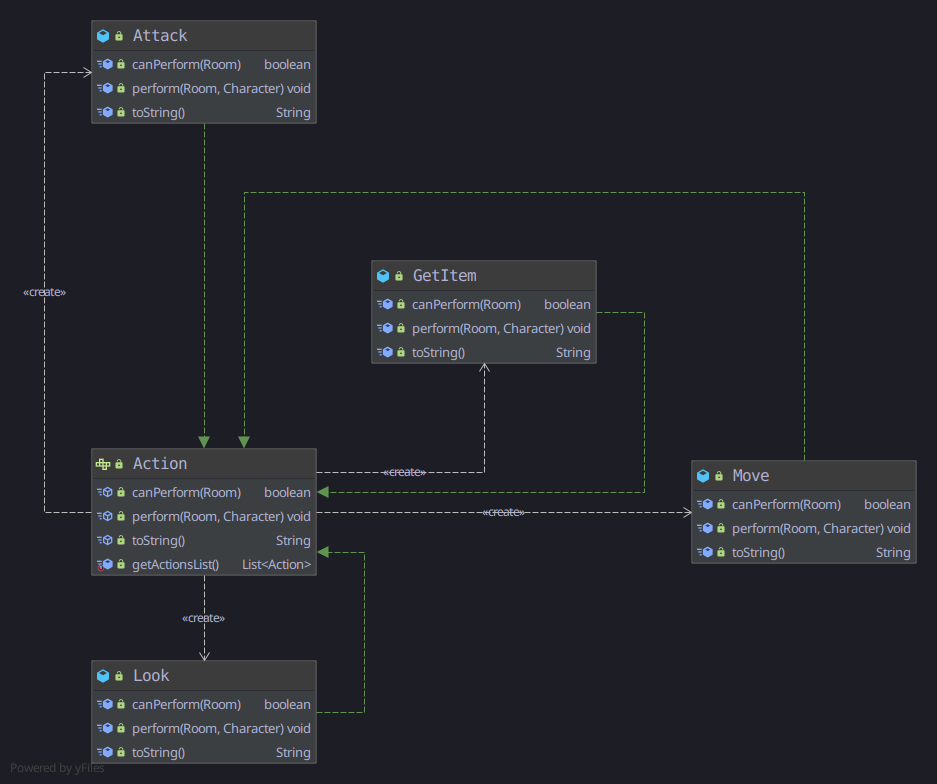 Attack
canPerform(Room) boolean
perform(Room, Character) void
toString() String
«create»
GetItem
canPerform(Room) boolean
perform(Room, Character) void
toString() String
Action
canPerform(Room) boolean
perform(Room, Character) void
toString() String
getActionsList() List<Action>
«create»
«create»
Move
canPerform(Room) boolean
perform(Room, Character) void
toString() String
«create»
Look
canPerform(Room) boolean
perform(Room, Character) void
toString() String
Powered by yFiles